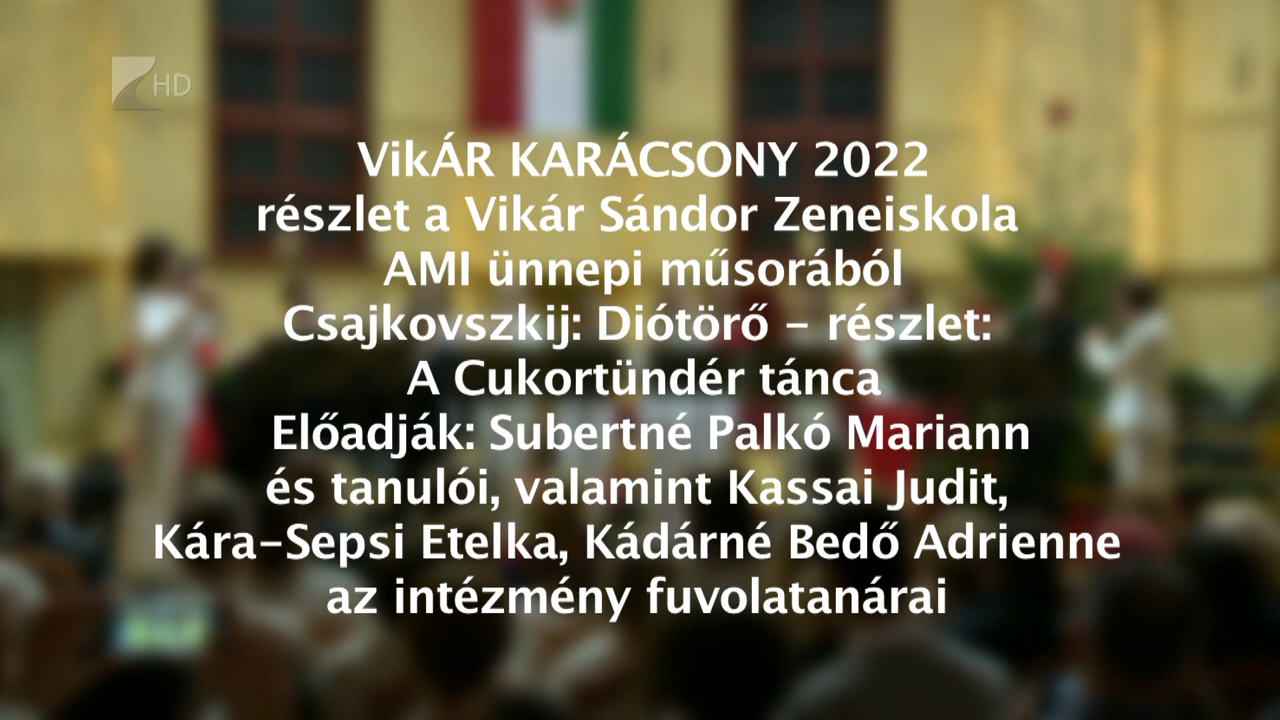 HD
VikÁR KARÁCSONY 2022
részlet a Vikár Sándor Zeneiskola
AMI ünnepi műsorából
Csajkovszkij: Diótörő - részlet:
A Cukortündér tánca
Előadják: Subertné Palkó Mariann
és tanulói, valamint Kassai Judit,
Kára-Sepsi Etelka, Kádárné Bedő Adrienne
az intézmény fuvolatanárai